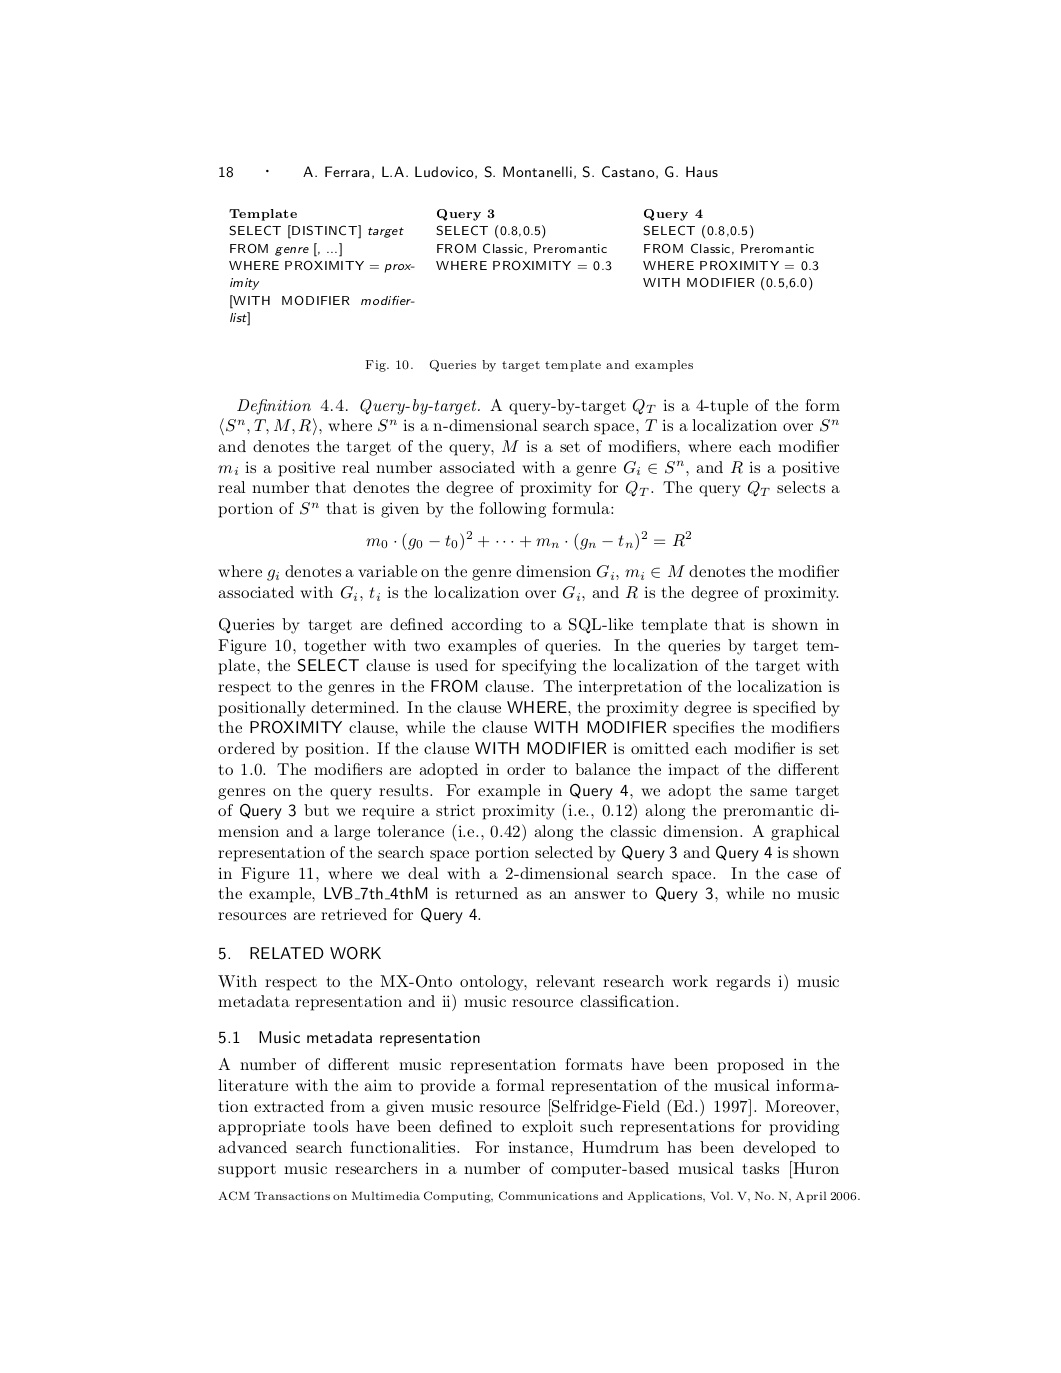 18 · A. Ferrara, L.A. Ludovico, S. Montanelli, S. Castano, G. Haus
Template
SELECT [DISTINCT] target
FROM genre [, ...]
WHERE PROXIMITY = prox-
imity
[WITH MODIFIER modifier-
list]
Query 3
SELECT (0.8,0.5)
FROM Classic, Preromantic
WHERE PROXIMITY = 0.3
Query 4
SELECT (0.8,0.5)
FROM Classic, Preromantic
WHERE PROXIMITY = 0.3
WITH MODIFIER (0.5,6.0)
Fig. 10. Queries by target template and examples
Definition 4.4. Query-by-target. A query-by-target Q_T is a 4-tuple of the form
⟨S^n, T, M, R⟩, where S^n is a n-dimensional search space, T is a localization over S^n
and denotes the target of the query, M is a set of modifiers, where each modifier
m_i is a positive real number associated with a genre G_i ∈ S^n, and R is a positive
real number that denotes the degree of proximity for Q_T. The query Q_T selects a
portion of S^n that is given by the following formula:
m_0 · (g_0 − t_0)^2 + · · · + m_n · (g_n − t_n)^2 = R^2
where g_i denotes a variable on the genre dimension G_i, m_i ∈ M denotes the modifier
associated with G_i, t_i is the localization over G_i, and R is the degree of proximity.
Queries by target are defined according to a SQL-like template that is shown in
Figure 10, together with two examples of queries. In the queries by target tem-
plate, the SELECT clause is used for specifying the localization of the target with
respect to the genres in the FROM clause. The interpretation of the localization is
positionally determined. In the clause WHERE, the proximity degree is specified by
the PROXIMITY clause, while the clause WITH MODIFIER specifies the modifiers
ordered by position. If the clause WITH MODIFIER is omitted each modifier is set
to 1.0. The modifiers are adopted in order to balance the impact of the different
genres on the query results. For example in Query 4, we adopt the same target
of Query 3 but we require a strict proximity (i.e., 0.12) along the preromantic di-
mension and a large tolerance (i.e., 0.42) along the classic dimension. A graphical
representation of the search space portion selected by Query 3 and Query 4 is shown
in Figure 11, where we deal with a 2-dimensional search space. In the case of
the example, LVB_7th_4thM is returned as an answer to Query 3, while no music
resources are retrieved for Query 4.
5. RELATED WORK
With respect to the MX-Onto ontology, relevant research work regards i) music
metadata representation and ii) music resource classification.
5.1 Music metadata representation
A number of different music representation formats have been proposed in the
literature with the aim to provide a formal representation of the musical informa-
tion extracted from a given music resource [Selfridge-Field (Ed.) 1997]. Moreover,
appropriate tools have been defined to exploit such representations for providing
advanced search functionalities. For instance, Humdrum has been developed to
support music researchers in a number of computer-based musical tasks [Huron
ACM Transactions on Multimedia Computing, Communications and Applications, Vol. V, No. N, April 2006.